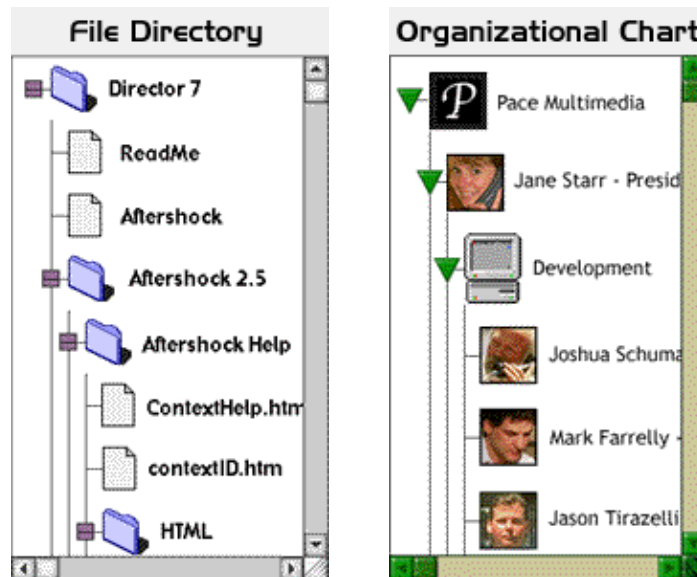 File Directory
Director 7
ReadMe
Aftershock
Aftershock 2.5
Aftershock Help
ContextHelp.htm
contextID.htm
HTML
Organizational Chart
P
Pace Multimedia
Jane Starr - Presid
Development
Joshua Schuma
Mark Farrelly -
Jason Tirazelli